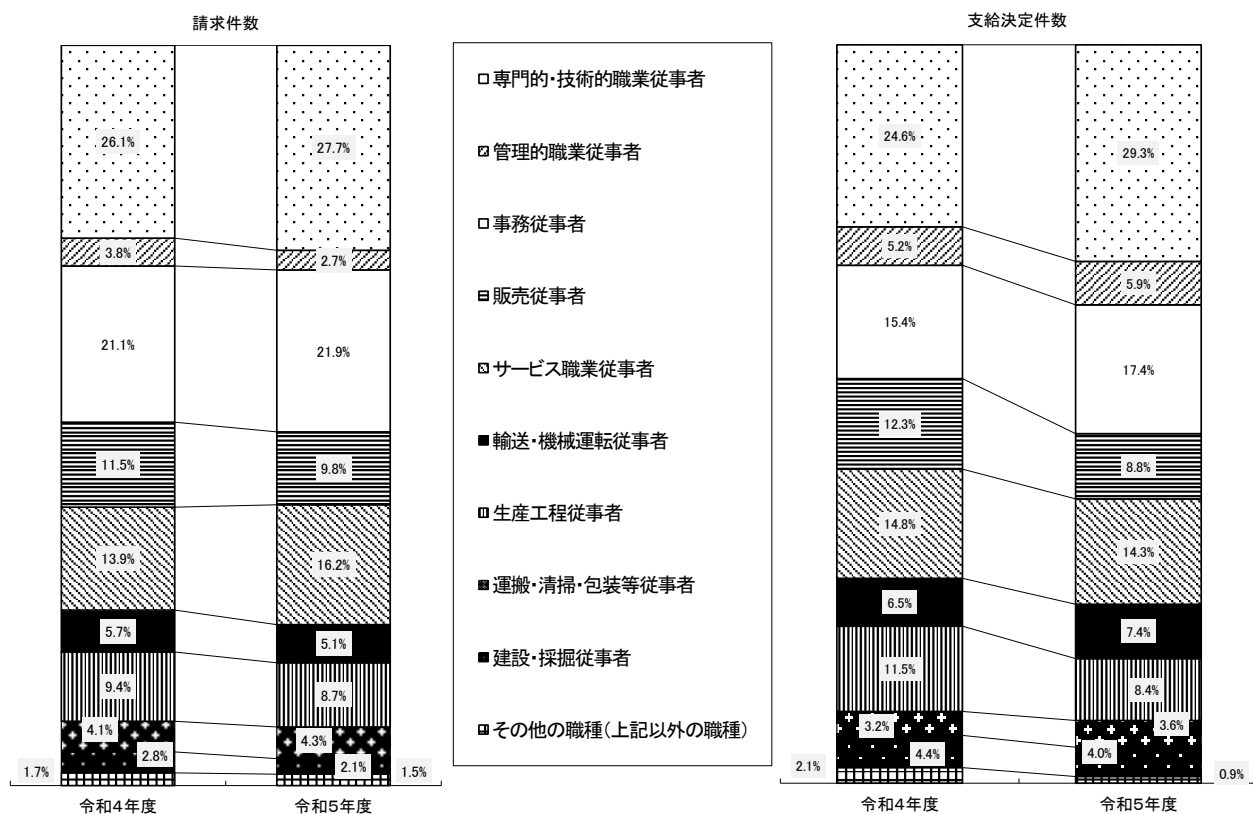 請求件数
26.1%
3.8%
21.1%
11.5%
13.9%
5.7%
9.4%
4.1%
2.8%
1.7%
令和4年度
27.7%
2.7%
21.9%
9.8%
16.2%
5.1%
8.7%
4.3%
2.1%
1.5%
令和5年度
専門的・技術的職業従事者
管理的職業従事者
事務従事者
販売従事者
サービス職業従事者
輸送・機械運転従事者
生産工程従事者
運搬・清掃・包装等従事者
建設・採掘従事者
その他の職種(上記以外の職種)
支給決定件数
24.6%
5.2%
15.4%
12.3%
14.8%
6.5%
11.5%
3.2%
4.4%
2.1%
令和4年度
29.3%
5.9%
17.4%
8.8%
14.3%
7.4%
8.4%
3.6%
4.0%
0.9%
令和5年度